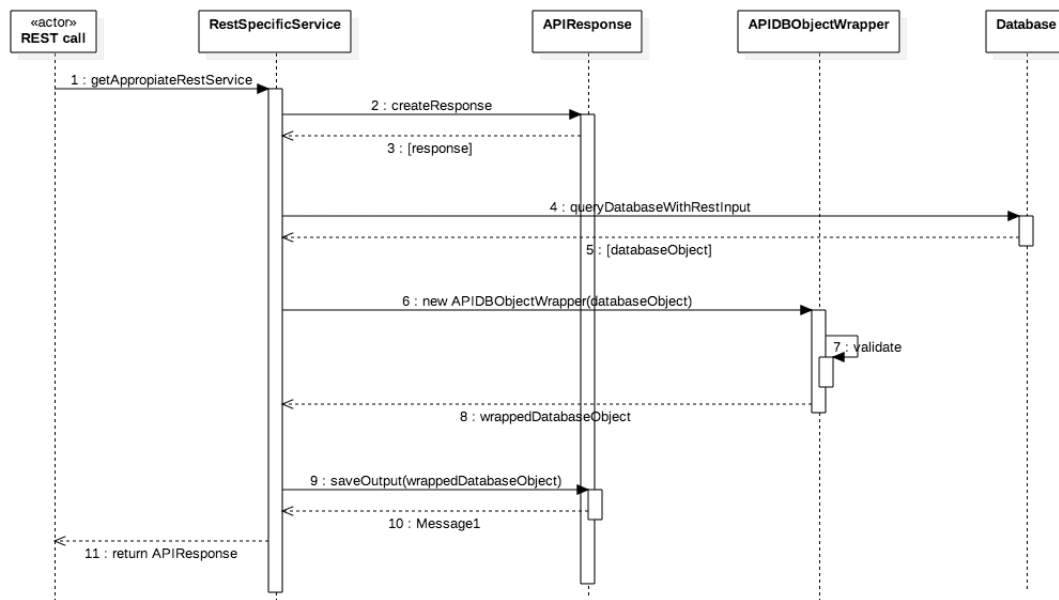 «actor»
REST call
RestSpecificService
APIResponse
APIDBObjectWrapper
Database
1 : getAppropiateRestService
2 : createResponse
3 : [response]
4 : queryDatabaseWithRestInput
5 : [databaseObject]
6 : new APIDBObjectWrapper(databaseObject)
7 : validate
8 : wrappedDatabaseObject
9 : saveOutput(wrappedDatabaseObject)
10 : Message1
11 : return APIResponse